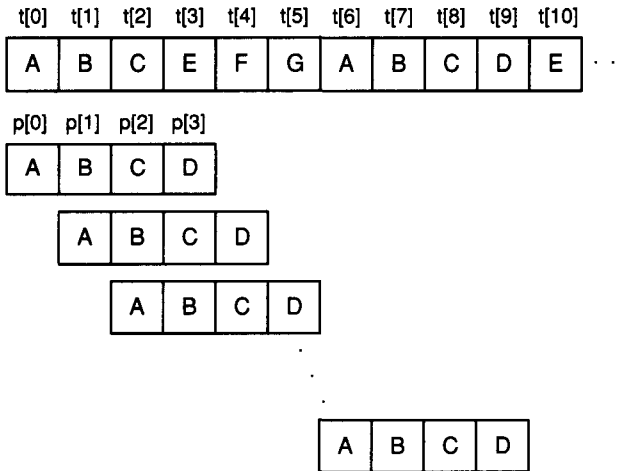 t[0] t[1] t[2] t[3] t[4] t[5] t[6] t[7] t[8] t[9] t[10]
A B C E F G A B C D E . .
p[0] p[1] p[2] p[3]
A B C D
A B C D
A B C D
A B C D